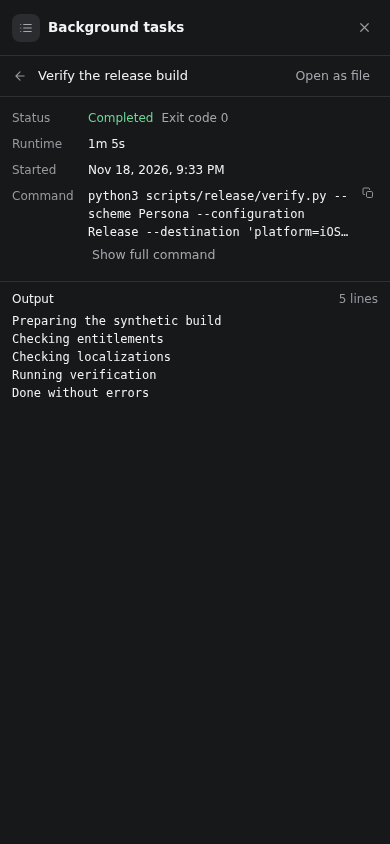 Background tasks
Verify the release build
Open as file
Status Completed Exit code 0
Runtime 1m 5s
Started Nov 18, 2026, 9:33 PM
Command python3 scripts/release/verify.py --
scheme Persona --configuration
Release --destination 'platform=iOS…
Show full command
Output 5 lines
Preparing the synthetic build
Checking entitlements
Checking localizations
Running verification
Done without errors